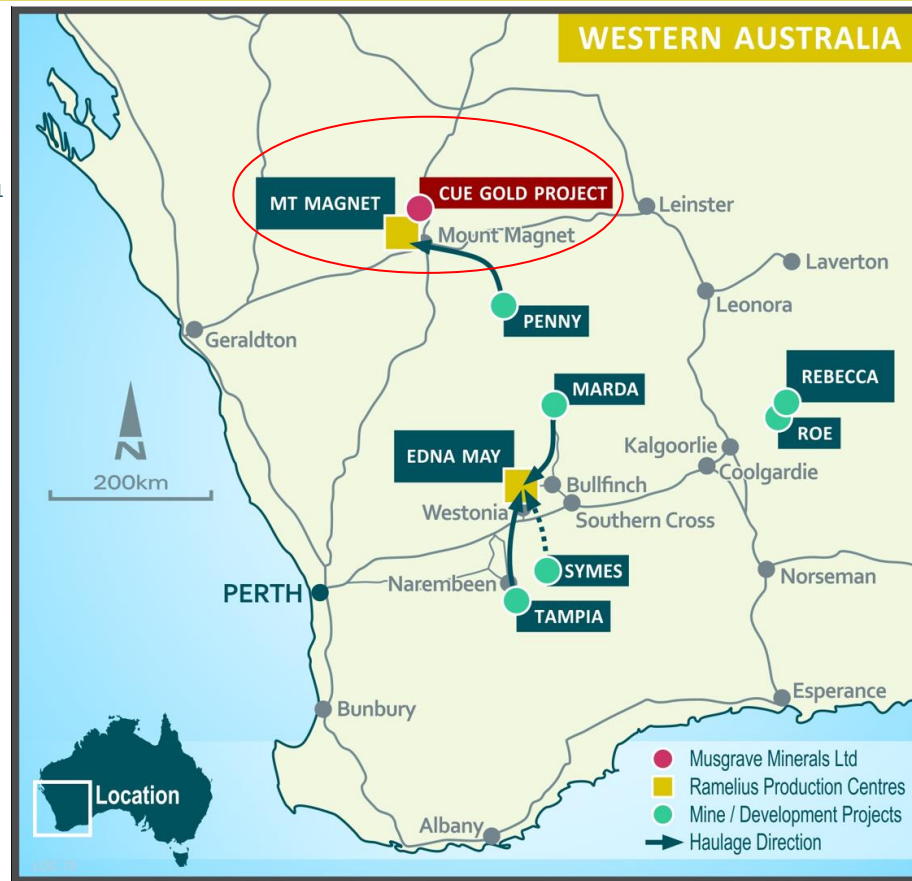 WESTERN AUSTRALIA
CUE GOLD PROJECT
MT MAGNET
Mount Magnet
Leinster
Laverton
Leonora
PENNY
Geraldton
REBECCA
MARDA
ROE
N
200km
EDNA MAY
Kalgoorlie
Coolgardie
Bullfinch
Westonia
Southern Cross
SYMES
Narembeen
Norseman
PERTH
TAMPIA
Esperance
Bunbury
Musgrave Minerals Ltd
Ramelius Production Centres
Location
Mine / Development Projects
Albany
Haulage Direction